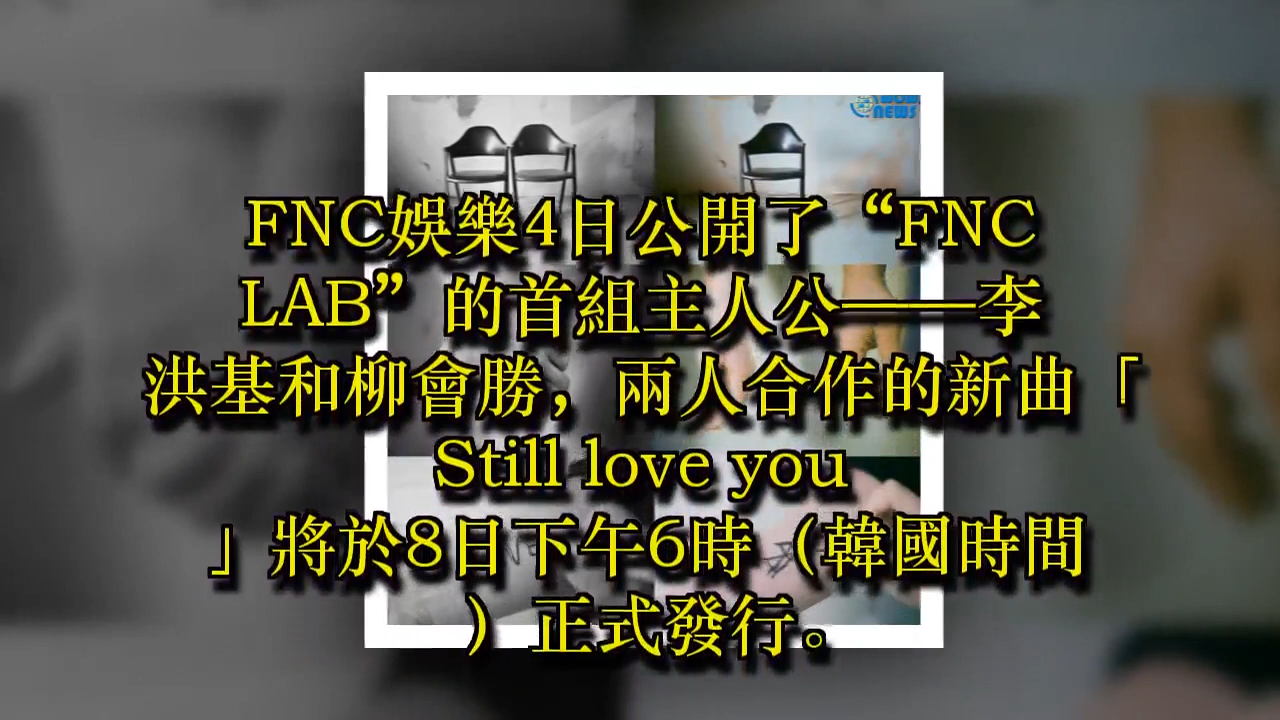 NEWS
FNC娛樂4日公開了“FNC
LAB”的首組主人公——李
洪基和柳會勝，兩人合作的新曲「
Still love you
」將於8日下午6時（韓國時間
）正式發行。